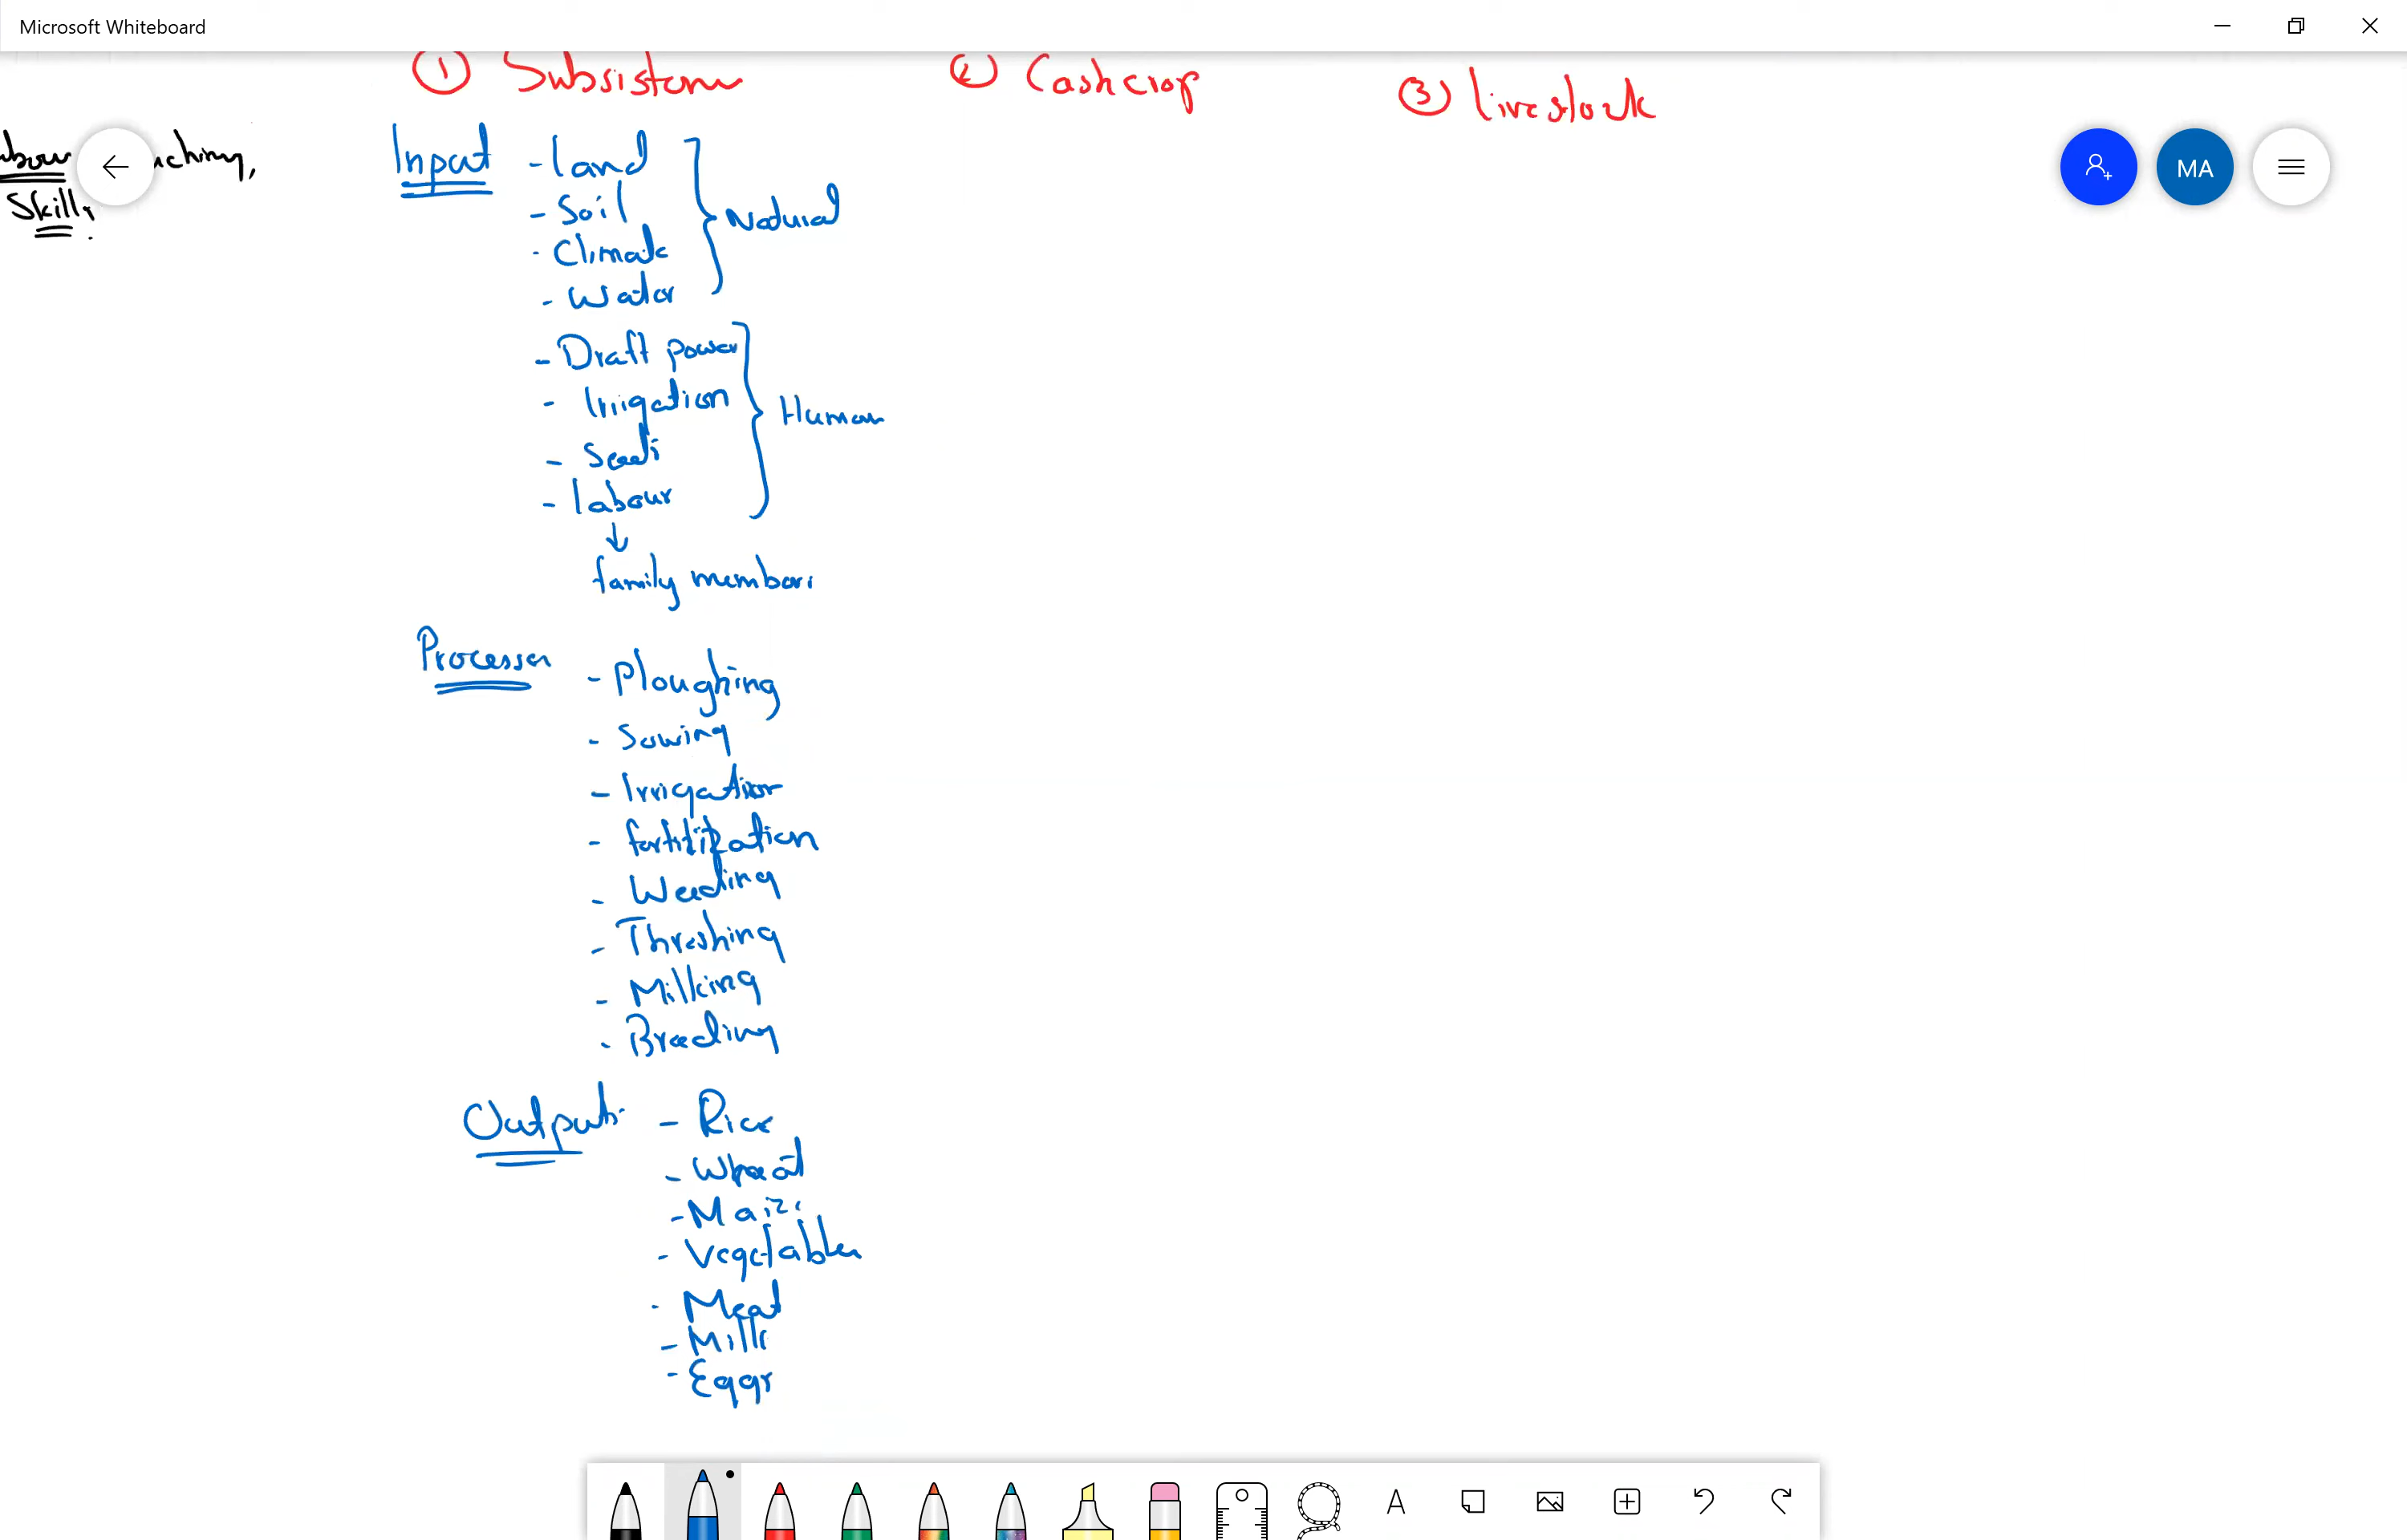 Microsoft Whiteboard
① Subsistence
② Cash crop
③ livestock
Skills
MA
Input
- land
- Soil
- Climate
- Water
Natural
- Draft power
- Irrigation
- Seeds
- labour
Human
↓
family members
Processes
- Ploughing
- Sowing
- Irrigation
- fertilization
- Weeding
- Threshing
- Milking
- Breeding
Outputs
- Rice
- Wheat
- Maize
- Vegetables
- Meat
- Milk
- Eggs